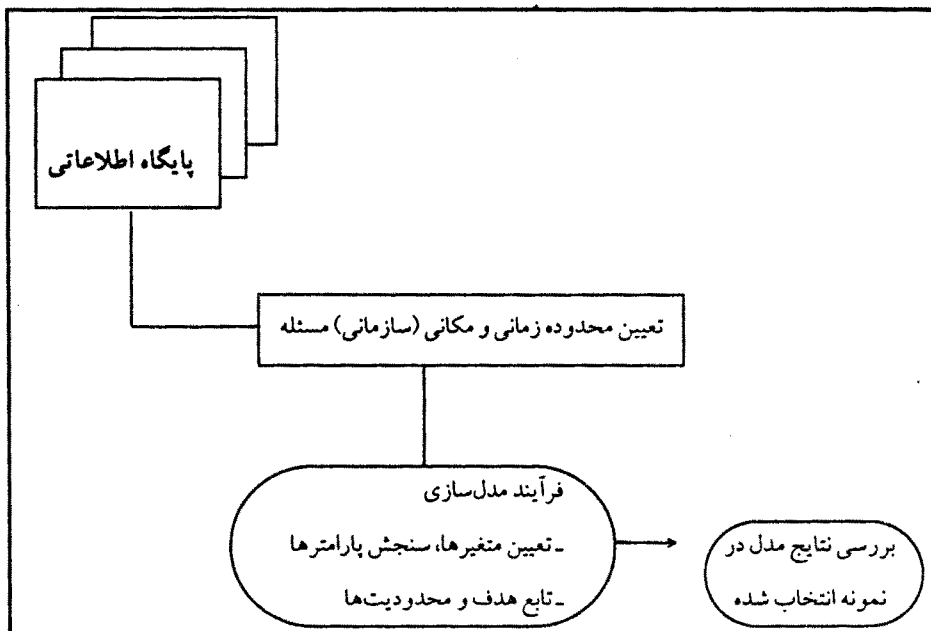 پایگاه اطلاعاتی
تعیین محدوده زمانی و مکانی (سازمانی) مسئله
فرآیند مدل‌سازی
ـ تعیین متغیرها، سنجش پارامترها
ـ تابع هدف و محدودیت‌ها
بررسی نتایج مدل در
نمونه انتخاب شده